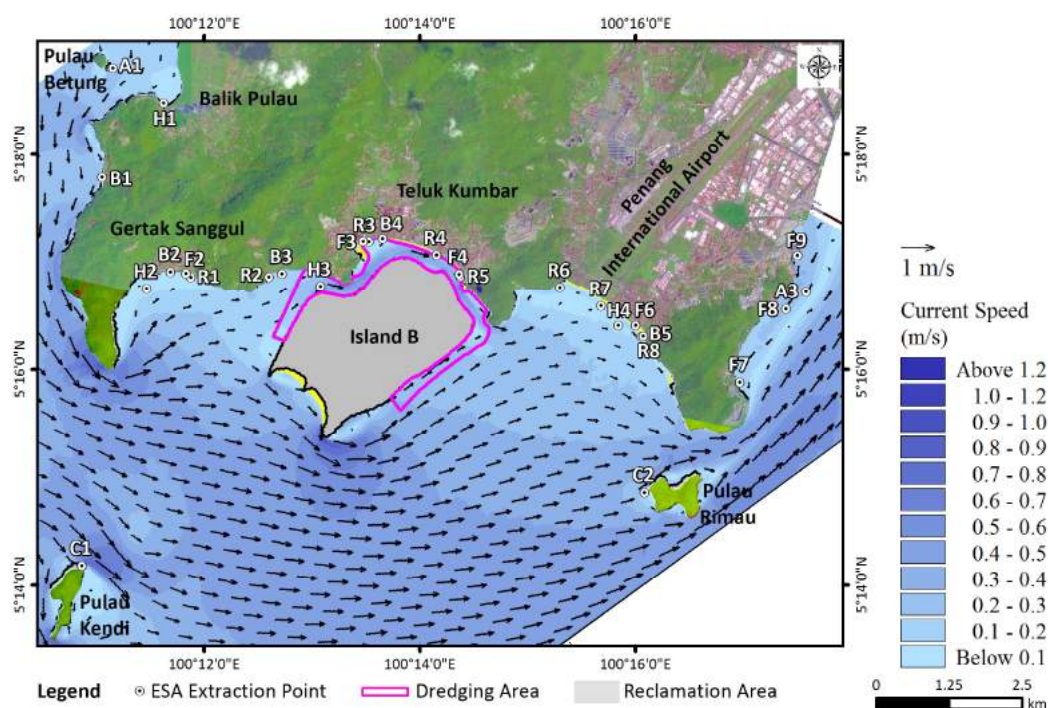 100°12'0"E 100°14'0"E 100°16'0"E
Pulau
Betung
A1
Balik Pulau
H1
5°18'0"N
5°18'0"N
B1
Teluk Kumbar
Penang
International Airport
Gertak Sanggul
R3 B4
F3
R4
F9
B2 F2
H2 R1
R2 B3
H3
F4
R5
R6
R7
A3
F8
H4 F6
B5
R8
Island B
5°16'0"N
5°16'0"N
F7
C2
Pulau
Rimau
C1
Pulau
Kendi
5°14'0"N
5°14'0"N
100°12'0"E 100°14'0"E 100°16'0"E
1 m/s
Current Speed
(m/s)
Above 1.2
1.0 - 1.2
0.9 - 1.0
0.8 - 0.9
0.7 - 0.8
0.6 - 0.7
0.5 - 0.6
0.4 - 0.5
0.3 - 0.4
0.2 - 0.3
0.1 - 0.2
Below 0.1
0 1.25 2.5
km
Legend ESA Extraction Point Dredging Area Reclamation Area